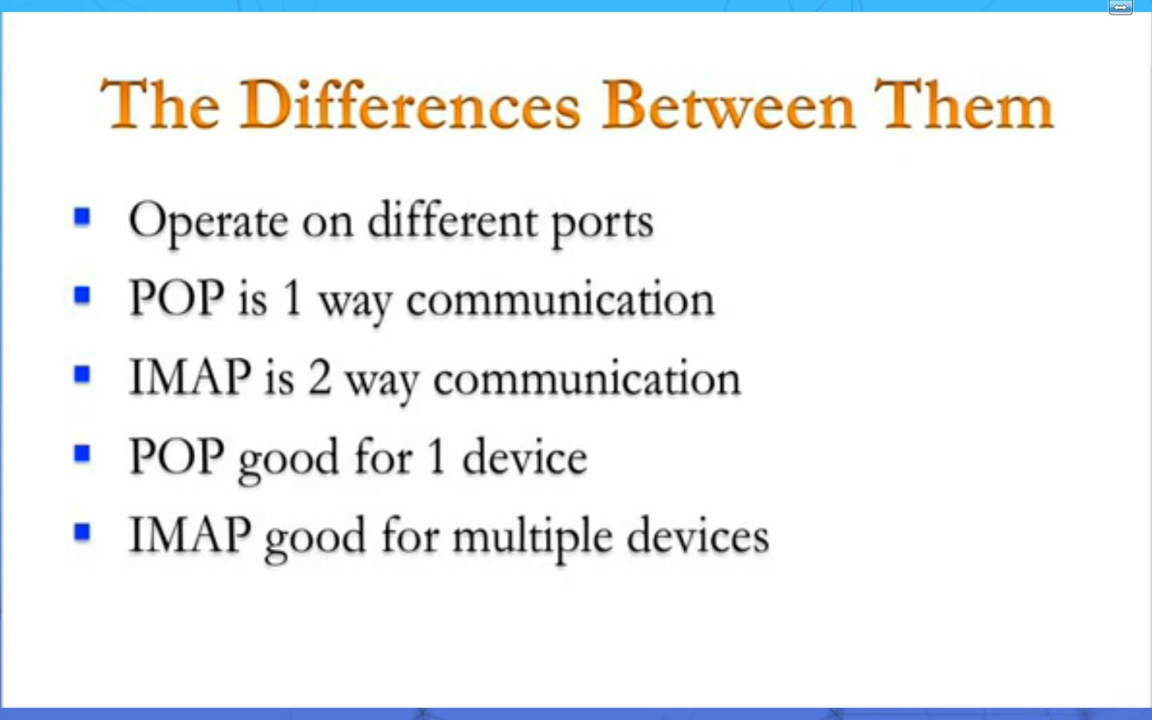 The Differences Between Them
Operate on different ports
POP is 1 way communication
IMAP is 2 way communication
POP good for 1 device
IMAP good for multiple devices